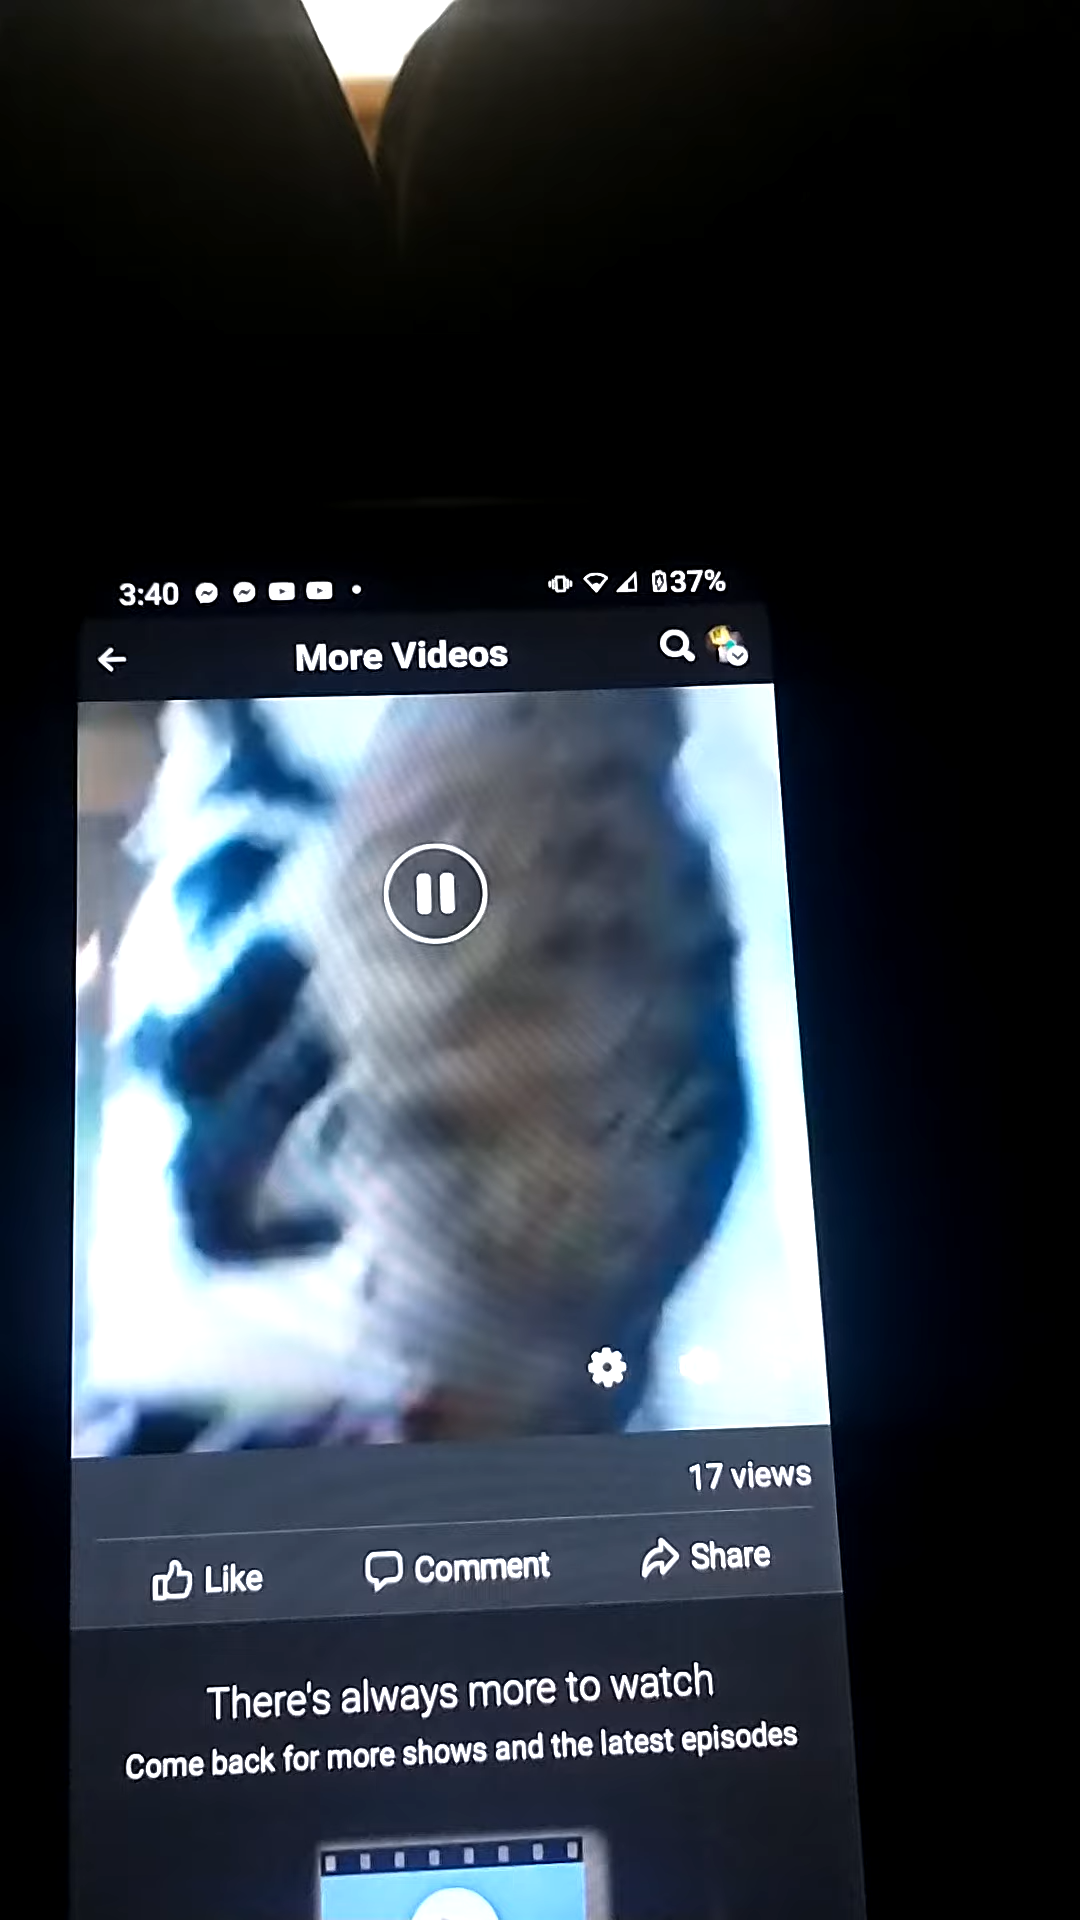 3:40
37%
More Videos
17 views
Like
Comment
Share
There's always more to watch
Come back for more shows and the latest episodes